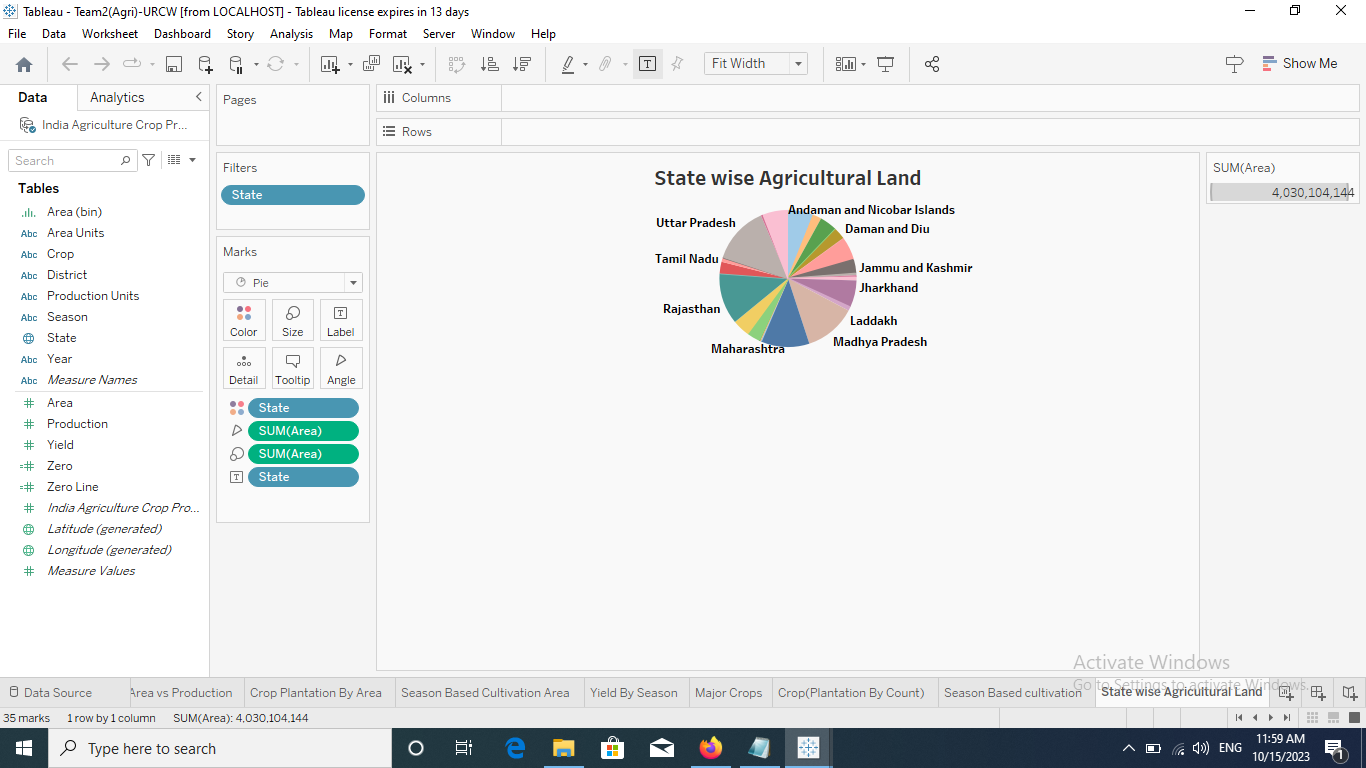 Tableau - Team2(Agri)-URCW [from LOCALHOST] - Tableau license expires in 13 days
File Data Worksheet Dashboard Story Analysis Map Format Server Window Help
Fit Width
Show Me
Data Analytics
India Agriculture Crop Pr...
Search
Tables
Area (bin)
Area Units
Crop
District
Production Units
Season
State
Year
Measure Names
Area
Production
Yield
Zero
Zero Line
India Agriculture Crop Pro...
Latitude (generated)
Longitude (generated)
Measure Values
Pages
Filters
State
Marks
Pie
Color Size Label
Detail Tooltip Angle
State
SUM(Area)
SUM(Area)
State
Columns
Rows
State wise Agricultural Land
Andaman and Nicobar Islands
Uttar Pradesh
Daman and Diu
Tamil Nadu
Jammu and Kashmir
Jharkhand
Rajasthan
Laddakh
Madhya Pradesh
Maharashtra
SUM(Area)
4,030,104,144
Activate Windows
Go to Settings to activate Windows.
Data Source Area vs Production Crop Plantation By Area Season Based Cultivation Area Yield By Season Major Crops Crop(Plantation By Count) Season Based cultivation State wise Agricultural Land
35 marks 1 row by 1 column SUM(Area): 4,030,104,144
Type here to search
ENG
11:59 AM
10/15/2023
1